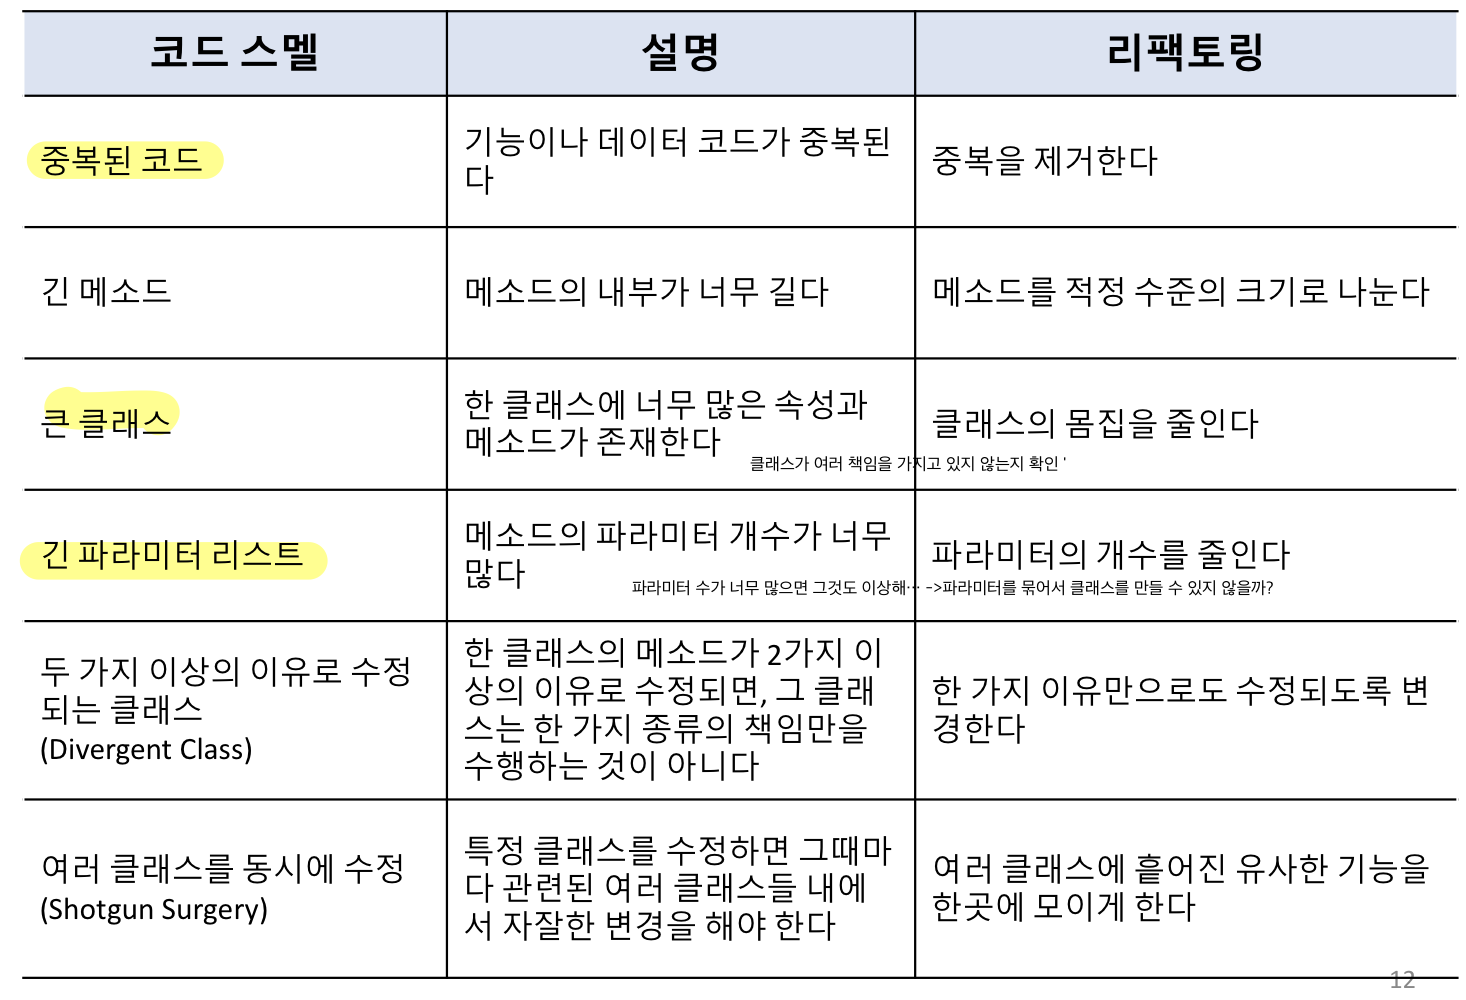 코드 스멜
설명
리팩토링
중복된 코드
기능이나 데이터 코드가 중복된
다
중복을 제거한다
긴 메소드
메소드의 내부가 너무 길다
메소드를 적정 수준의 크기로 나눈다
큰 클래스
한 클래스에 너무 많은 속성과
메소드가 존재한다
클래스의 몸집을 줄인다
클래스가 여러 책임을 가지고 있지 않는지 확인 '
긴 파라미터 리스트
메소드의 파라미터 개수가 너무
많다
파라미터의 개수를 줄인다
파라미터 수가 너무 많으면 그것도 이상해… ->파라미터를 묶어서 클래스를 만들 수 있지 않을까?
두 가지 이상의 이유로 수정
되는 클래스
(Divergent Class)
한 클래스의 메소드가 2가지 이
상의 이유로 수정되면, 그 클래
스는 한 가지 종류의 책임만을
수행하는 것이 아니다
한 가지 이유만으로도 수정되도록 변
경한다
여러 클래스를 동시에 수정
(Shotgun Surgery)
특정 클래스를 수정하면 그때마
다 관련된 여러 클래스들 내에
서 자잘한 변경을 해야 한다
여러 클래스에 흩어진 유사한 기능을
한곳에 모이게 한다
12